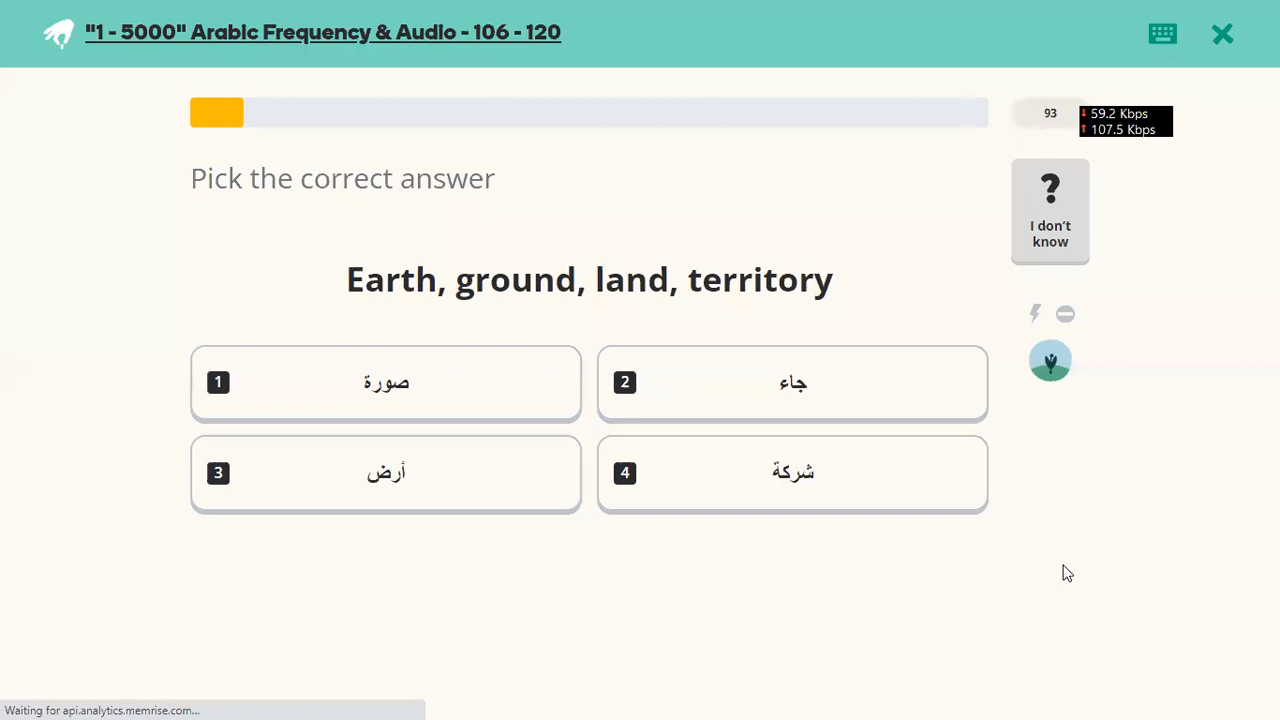 "1 - 5000" Arabic Frequency & Audio - 106 - 120
93
59.2 Kbps
107.5 Kbps
Pick the correct answer
?
I don't know
Earth, ground, land, territory
1 صورة
2 جاء
3 أرض
4 شركة
Waiting for api.analytics.memrise.com...